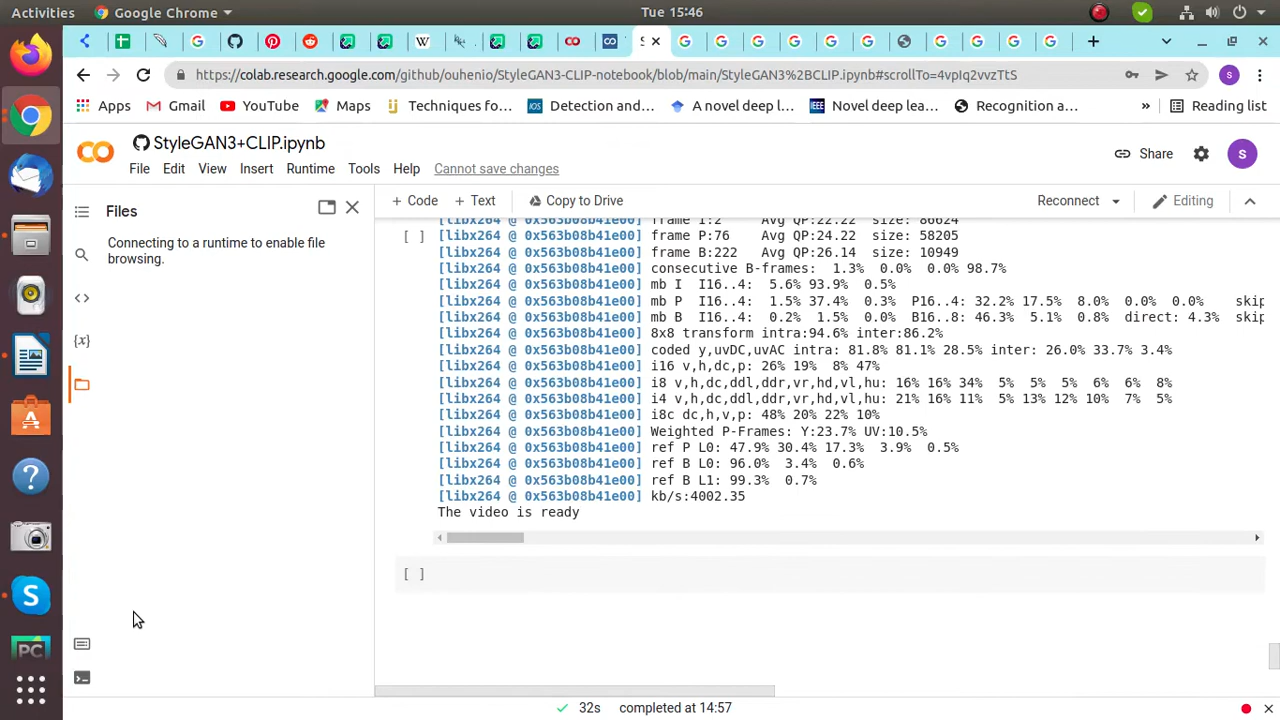 Activities Google Chrome Tue 15:46
https://colab.research.google.com/github/ouhenio/StyleGAN3-CLIP-notebook/blob/main/StyleGAN3%2BCLIP.ipynb#scrollTo=4vpIq2vvzTtS S
Apps Gmail YouTube Maps Techniques fo... Detection and... A novel deep l... Novel deep lea... Recognition a... » Reading list
StyleGAN3+CLIP.ipynb
Share S
File Edit View Insert Runtime Tools Help Cannot save changes
Files
+ Code + Text Copy to Drive Reconnect Editing
Connecting to a runtime to enable file
browsing.
[libx264 @ 0x563b08b41e00] frame I:2 Avg QP:22.22 size: 86624
[ ] [libx264 @ 0x563b08b41e00] frame P:76 Avg QP:24.22 size: 58205
[libx264 @ 0x563b08b41e00] frame B:222 Avg QP:26.14 size: 10949
[libx264 @ 0x563b08b41e00] consecutive B-frames: 1.3% 0.0% 0.0% 98.7%
[libx264 @ 0x563b08b41e00] mb I I16..4: 5.6% 93.9% 0.5%
[libx264 @ 0x563b08b41e00] mb P I16..4: 1.5% 37.4% 0.3% P16..4: 32.2% 17.5% 8.0% 0.0% 0.0% skip
[libx264 @ 0x563b08b41e00] mb B I16..4: 0.2% 1.5% 0.0% B16..8: 46.3% 5.1% 0.8% direct: 4.3% skip
[libx264 @ 0x563b08b41e00] 8x8 transform intra:94.6% inter:86.2%
[libx264 @ 0x563b08b41e00] coded y,uvDC,uvAC intra: 81.8% 81.1% 28.5% inter: 26.0% 33.7% 3.4%
[libx264 @ 0x563b08b41e00] i16 v,h,dc,p: 26% 19% 8% 47%
[libx264 @ 0x563b08b41e00] i8 v,h,dc,ddl,ddr,vr,hd,vl,hu: 16% 16% 34% 5% 5% 5% 6% 6% 8%
[libx264 @ 0x563b08b41e00] i4 v,h,dc,ddl,ddr,vr,hd,vl,hu: 21% 16% 11% 5% 13% 12% 10% 7% 5%
[libx264 @ 0x563b08b41e00] i8c dc,h,v,p: 48% 20% 22% 10%
[libx264 @ 0x563b08b41e00] Weighted P-Frames: Y:23.7% UV:10.5%
[libx264 @ 0x563b08b41e00] ref P L0: 47.9% 30.4% 17.3% 3.9% 0.5%
[libx264 @ 0x563b08b41e00] ref B L0: 96.0% 3.4% 0.6%
[libx264 @ 0x563b08b41e00] ref B L1: 99.3% 0.7%
[libx264 @ 0x563b08b41e00] kb/s:4002.35
The video is ready
[ ]
32s completed at 14:57